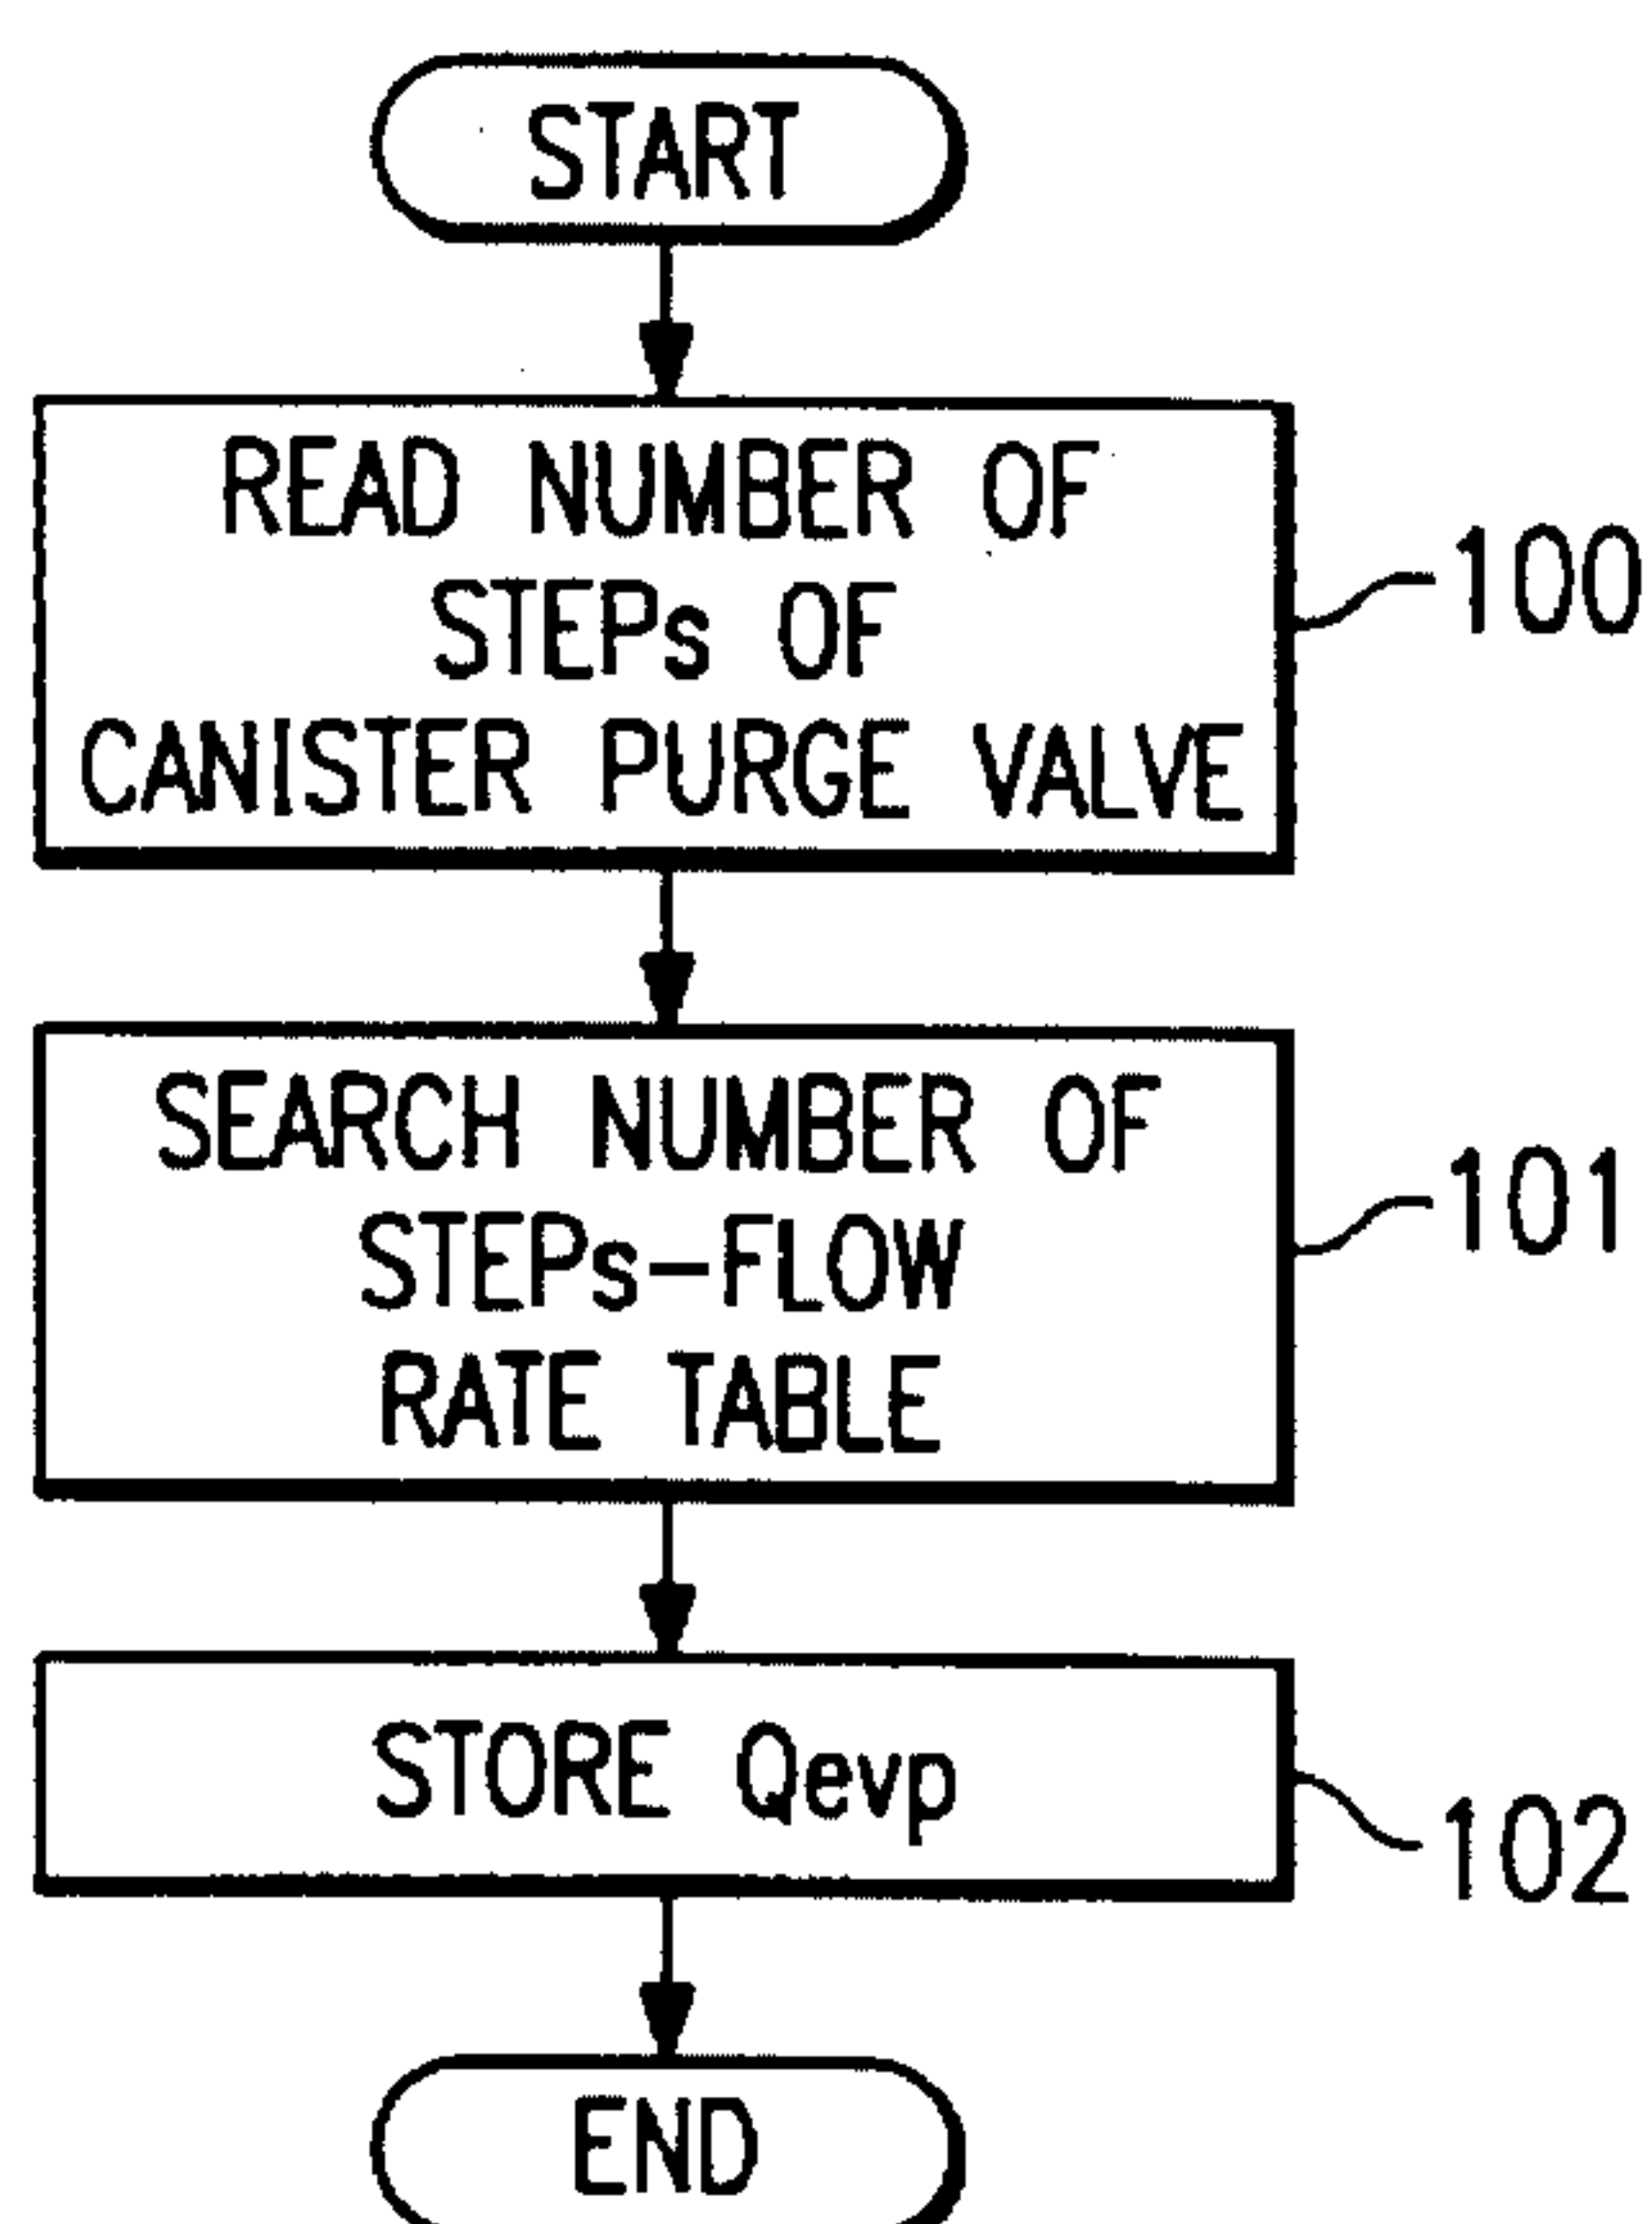 START
READ NUMBER OF
STEPs OF
CANISTER PURGE VALVE
100
SEARCH NUMBER OF
STEPs-FLOW
RATE TABLE
101
STORE Qevp
102
END